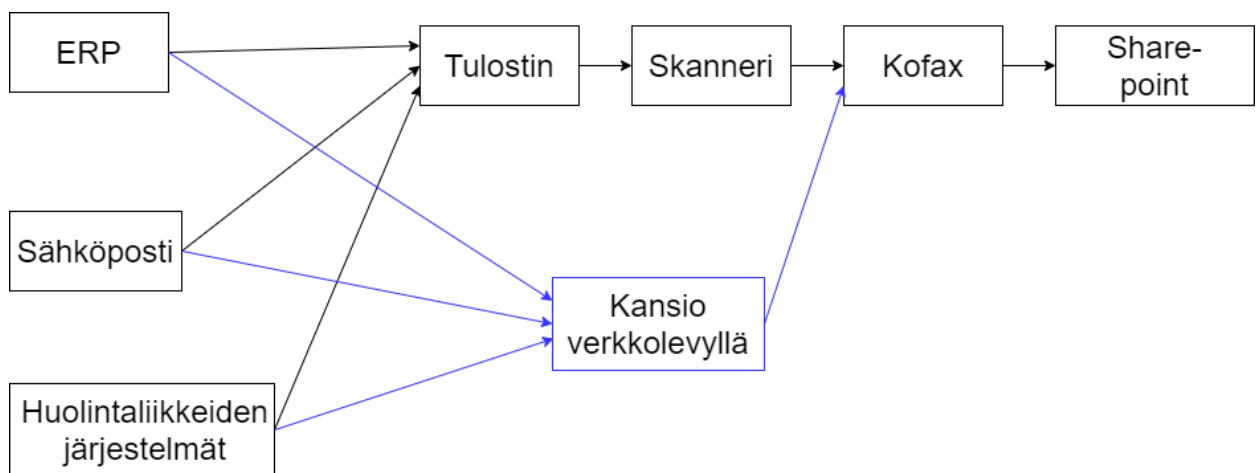 ERP
Tulostin
Skanneri
Kofax
Share-
point
Sähköposti
Kansio
verkkolevyllä
Huolintaliikkeiden
järjestelmät